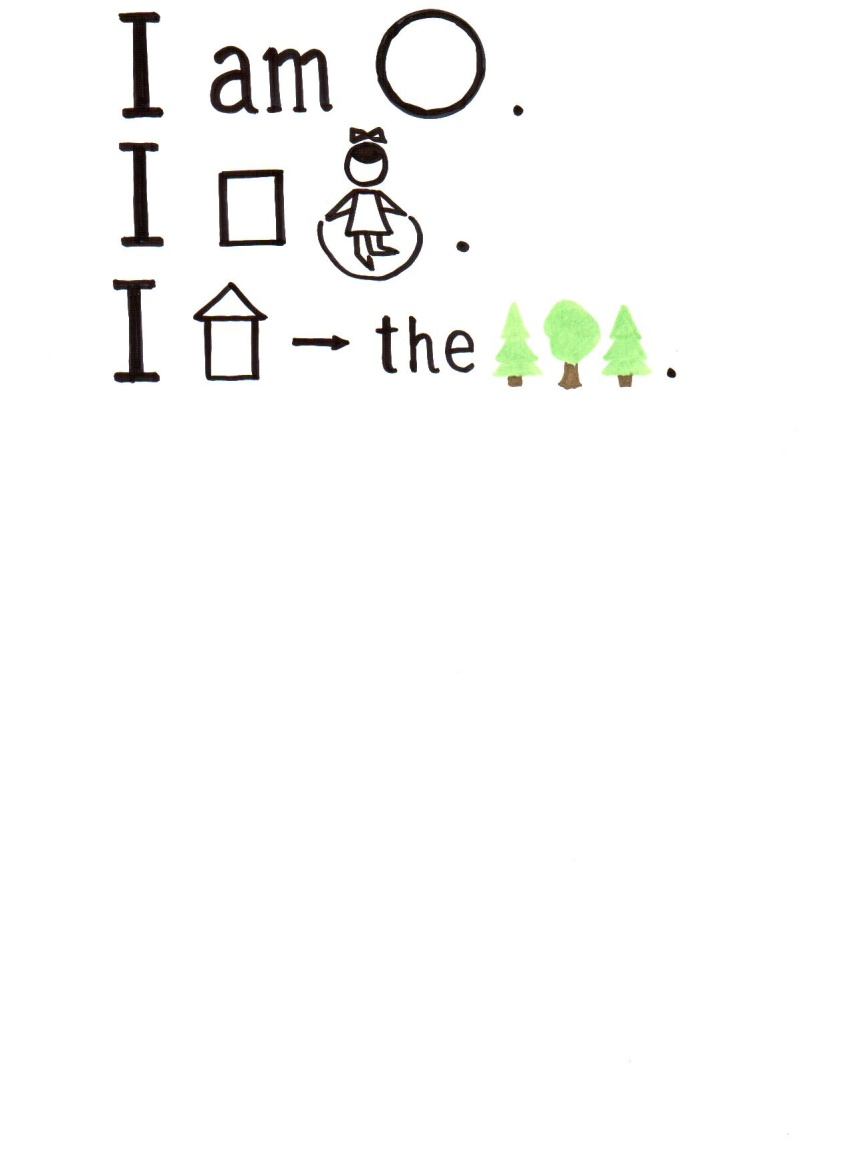 I am .
I .
I the .